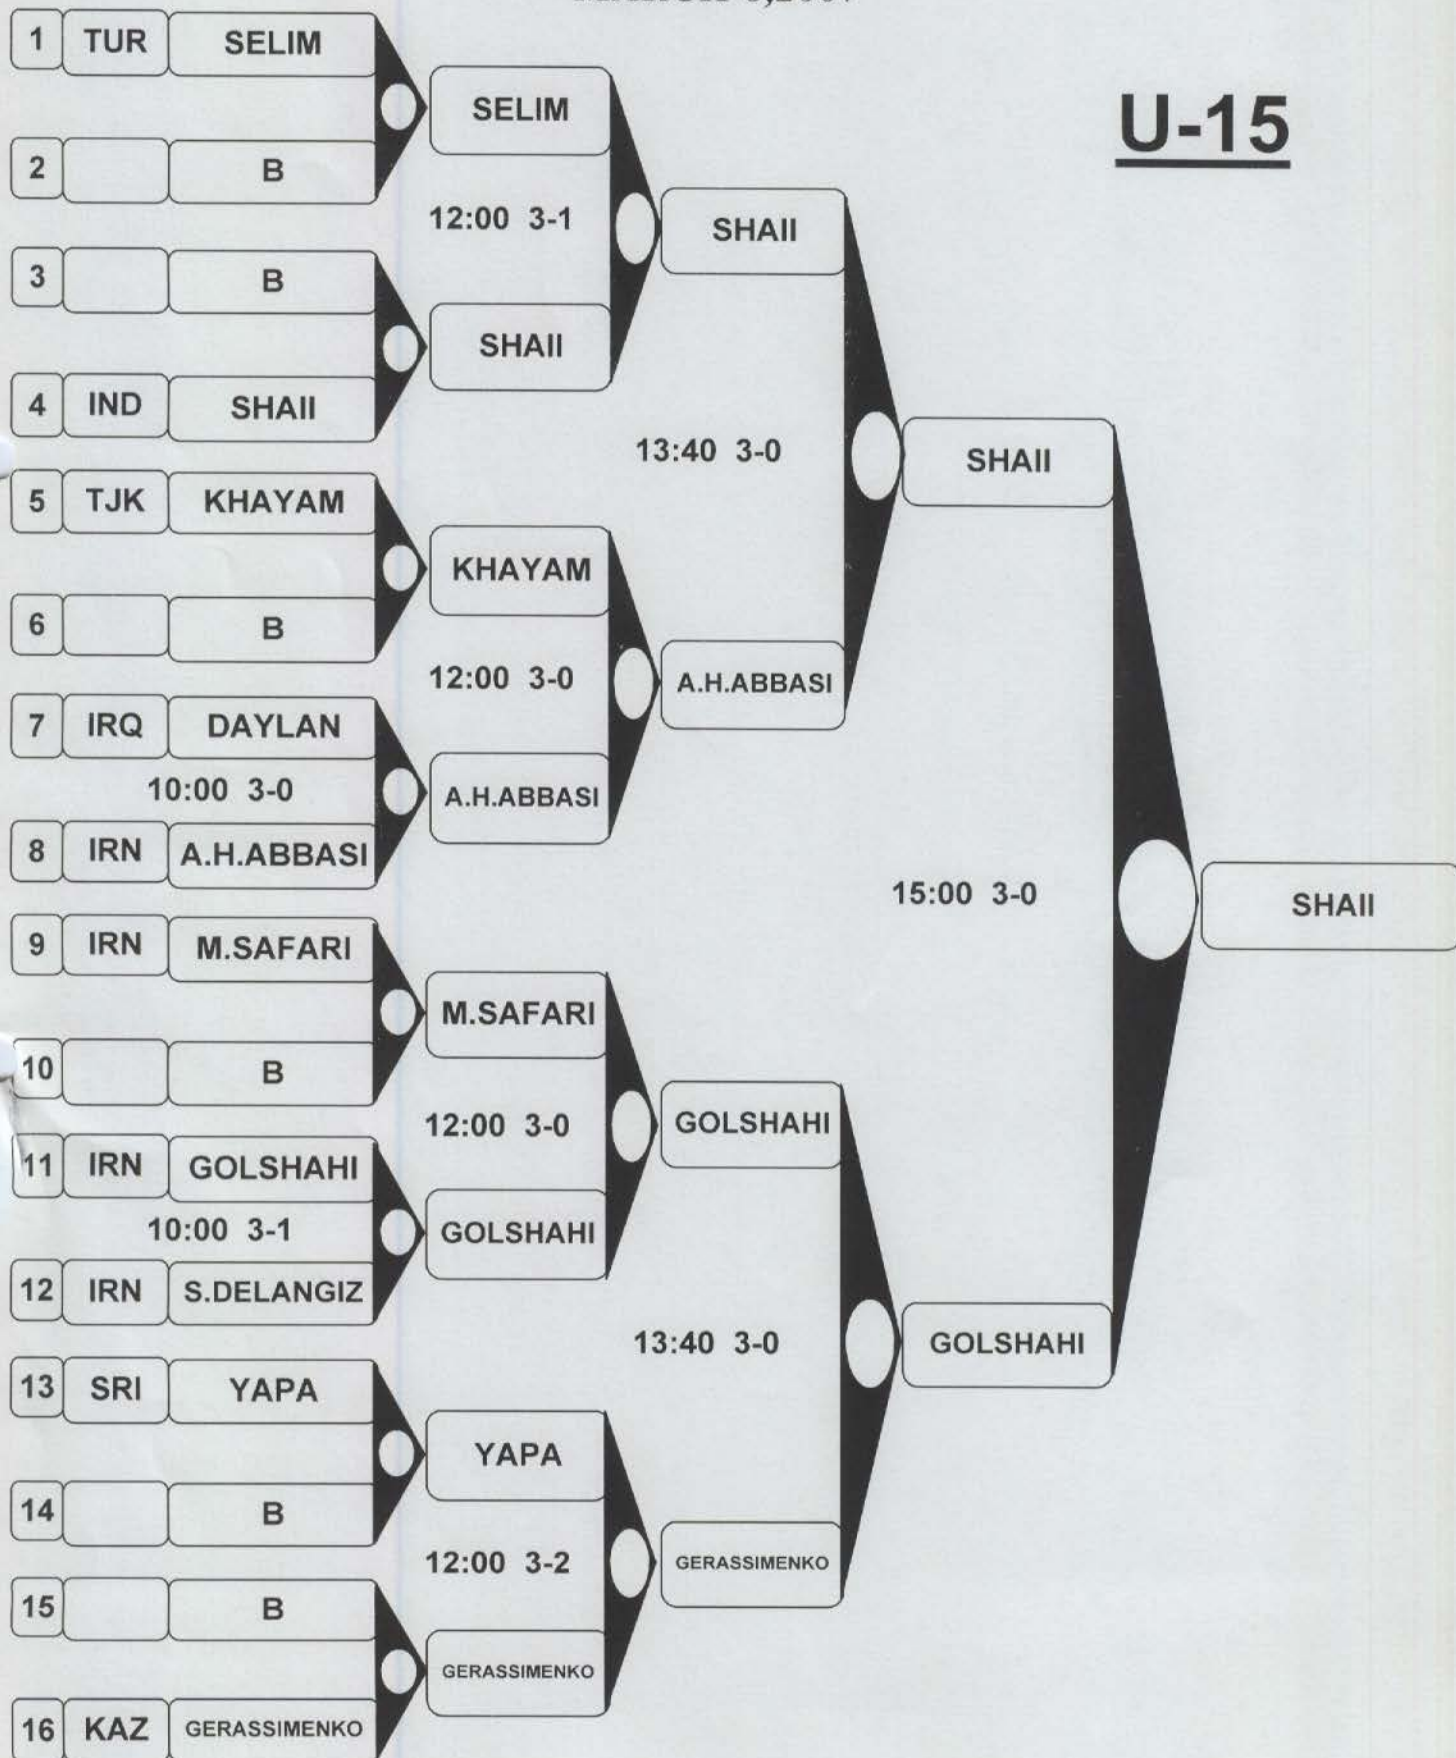 U-15
1 TUR SELIM
SELIM
2 B
12:00 3-1
SHAII
3 B
SHAII
4 IND SHAII
13:40 3-0
SHAII
5 TJK KHAYAM
KHAYAM
6 B
12:00 3-0
A.H.ABBASI
7 IRQ DAYLAN
10:00 3-0
A.H.ABBASI
8 IRN A.H.ABBASI
15:00 3-0
SHAII
9 IRN M.SAFARI
M.SAFARI
10 B
12:00 3-0
GOLSHAHI
11 IRN GOLSHAHI
10:00 3-1
GOLSHAHI
12 IRN S.DELANGIZ
13:40 3-0
GOLSHAHI
13 SRI YAPA
YAPA
14 B
12:00 3-2
GERASSIMENKO
15 B
GERASSIMENKO
16 KAZ GERASSIMENKO